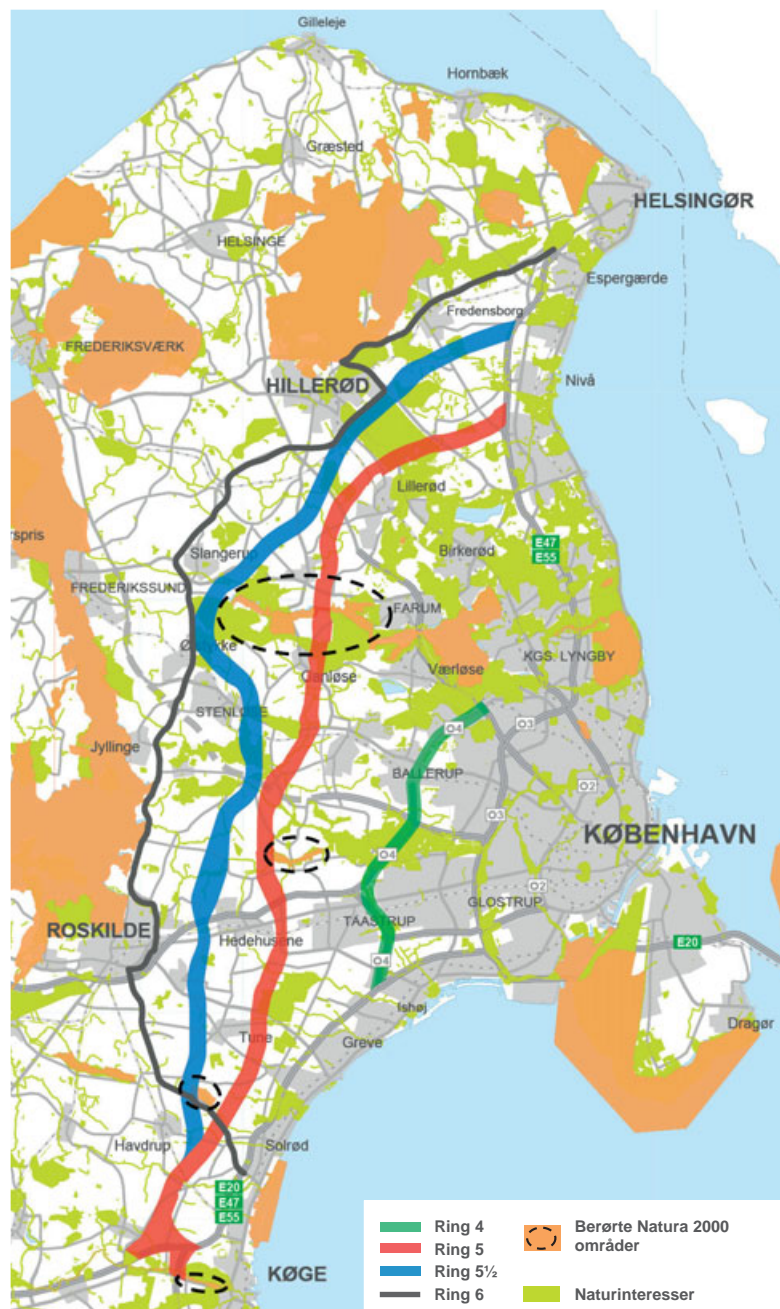 Gilleleje
Hornbæk
Græsted
HELSINGØR
HELSINGE
Espergærde
Fredensborg
FREDERIKSVÆRK
HILLERØD
Nivå
Lillerød
E47
E55
Birkerød
rspris
Slangerup
FREDERIKSSUND
FARUM
KGS. LYNGBY
Værløse
Jyllinge
O4
O3
BALLERUP
O2
O3
KØBENHAVN
O4
GLOSTRUP
O2
TAASTRUP
ROSKILDE
Hedehusene
E20
O4
Ishøj
Dragør
Tune
Greve
Havdrup
Solrød
E20
E47
E55
KØGE
Ring 4
Ring 5
Ring 5½
Ring 6
Berørte Natura 2000
områder
Naturinteresser